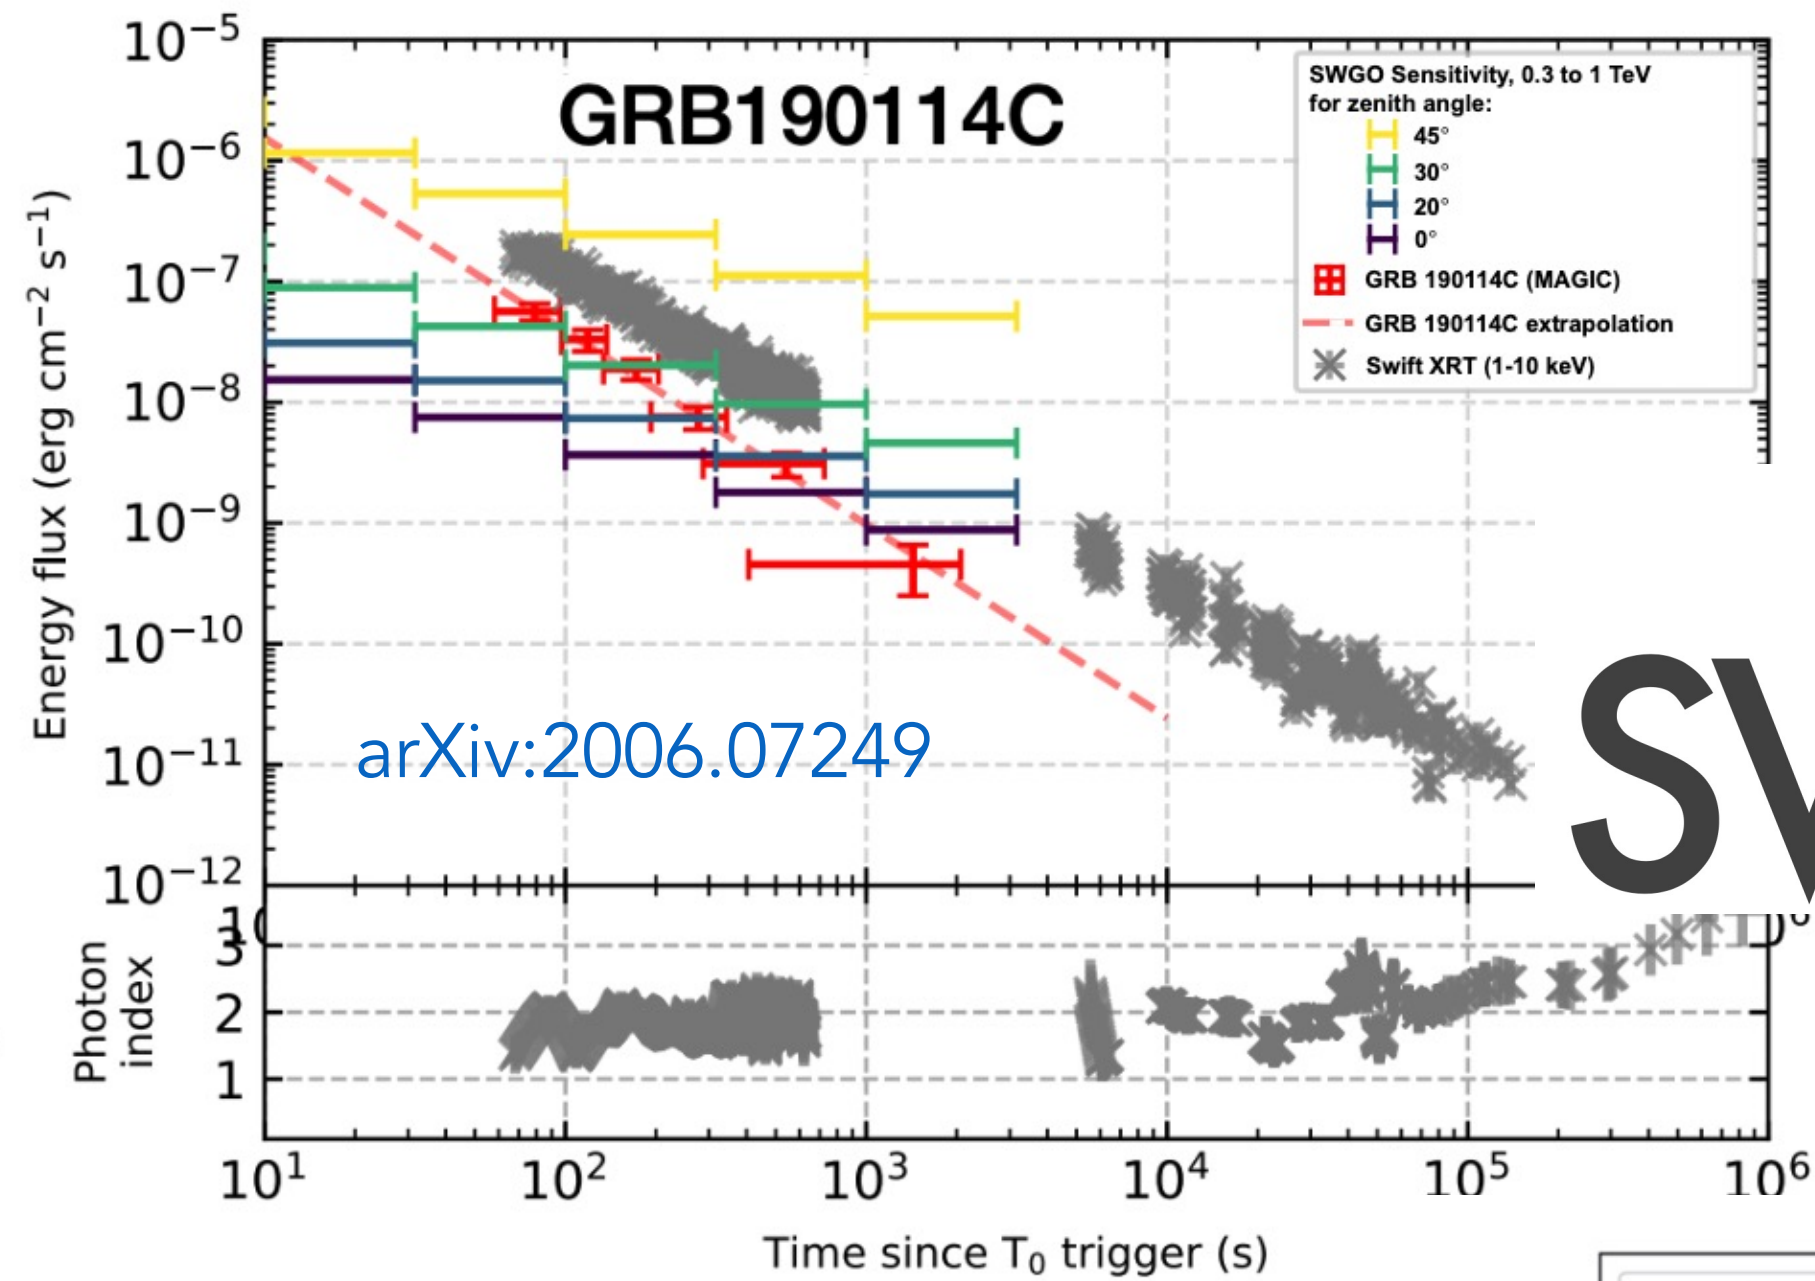 GRB190114C
SWGO Sensitivity, 0.3 to 1 TeV
for zenith angle:
45°
30°
20°
0°
GRB 190114C (MAGIC)
GRB 190114C extrapolation
Swift XRT (1-10 keV)
Energy flux (erg cm⁻² s⁻¹)
10⁻⁵
10⁻⁶
10⁻⁷
10⁻⁸
10⁻⁹
10⁻¹⁰
10⁻¹¹
10⁻¹²
arXiv:2006.07249
Photon
index
3
2
1
10¹
10²
10³
10⁴
10⁵
10⁶
Time since T₀ trigger (s)